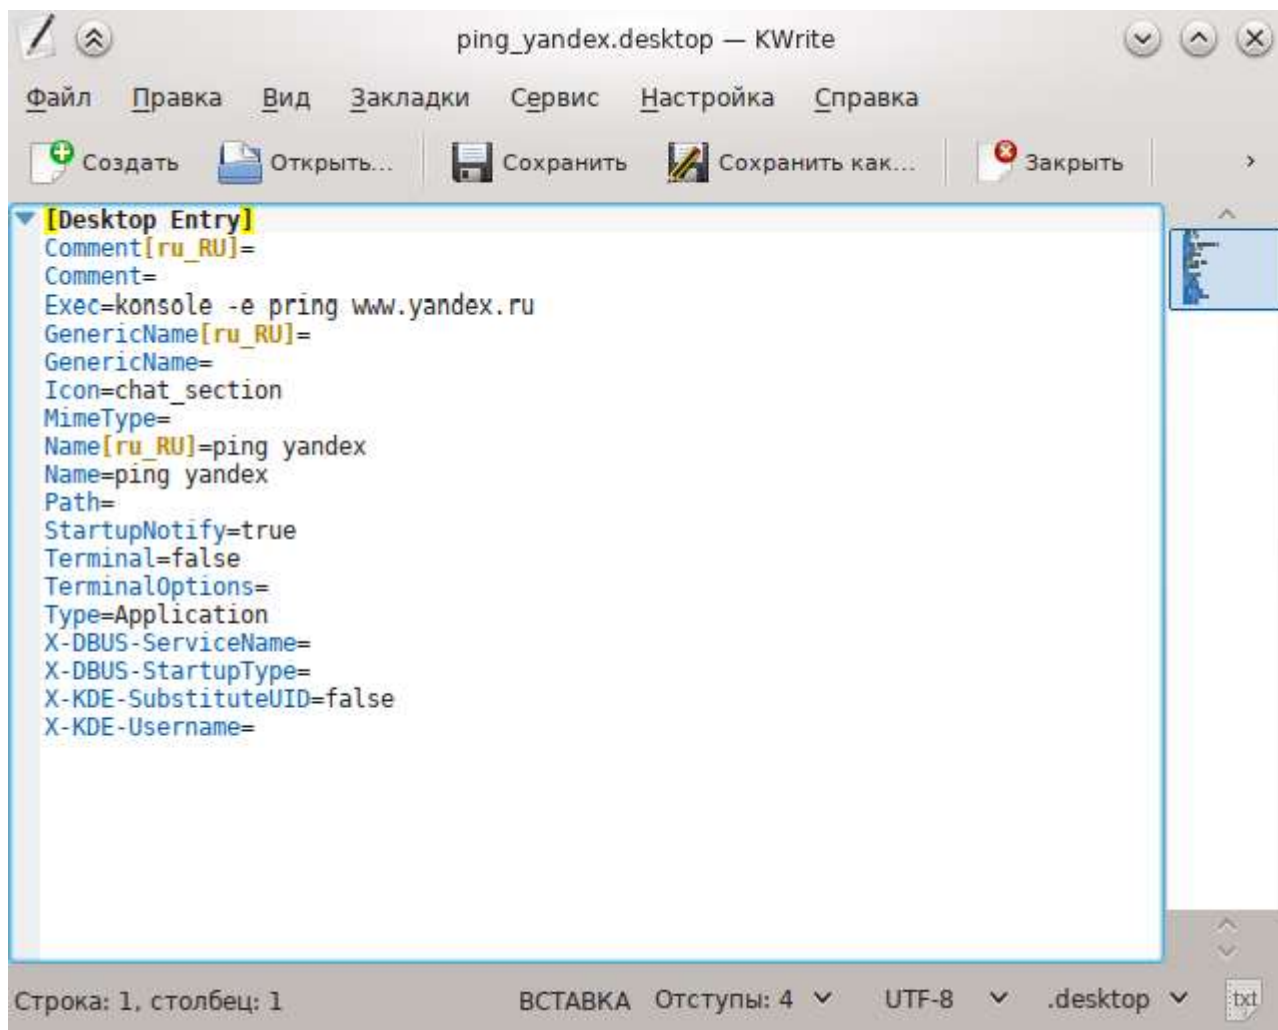 ping_yandex.desktop — KWrite
Файл Правка Вид Закладки Сервис Настройка Справка
Создать Открыть... Сохранить Сохранить как... Закрыть
[Desktop Entry]
Comment[ru_RU]=
Comment=
Exec=konsole -e pring www.yandex.ru
GenericName[ru_RU]=
GenericName=
Icon=chat_section
MimeType=
Name[ru_RU]=ping yandex
Name=ping yandex
Path=
StartupNotify=true
Terminal=false
TerminalOptions=
Type=Application
X-DBUS-ServiceName=
X-DBUS-StartupType=
X-KDE-SubstituteUID=false
X-KDE-Username=
Строка: 1, столбец: 1 ВСТАВКА Отступы: 4 UTF-8 .desktop txt